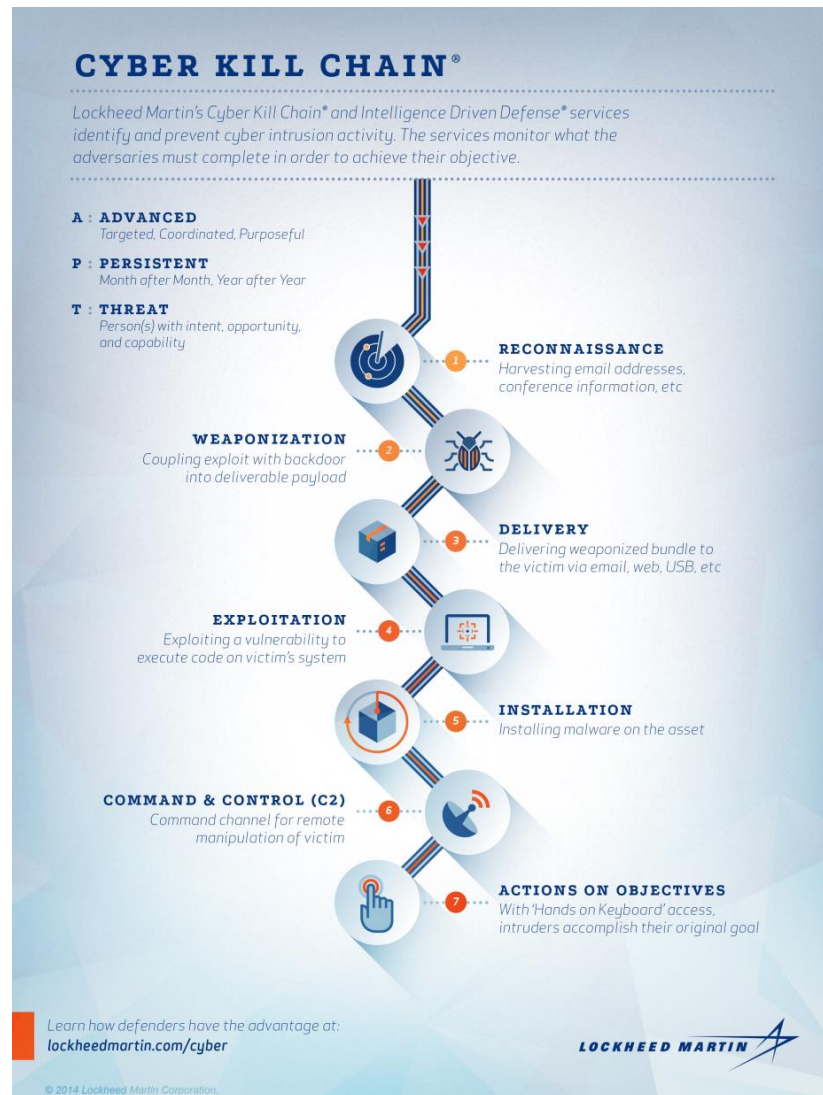 CYBER KILL CHAIN®
Lockheed Martin's Cyber Kill Chain® and Intelligence Driven Defense® services
identify and prevent cyber intrusion activity. The services monitor what the
adversaries must complete in order to achieve their objective.
A : ADVANCED
Targeted, Coordinated, Purposeful
P : PERSISTENT
Month after Month, Year after Year
T : THREAT
Person(s) with intent, opportunity,
and capability
1
RECONNAISSANCE
Harvesting email addresses,
conference information, etc
WEAPONIZATION
Coupling exploit with backdoor
into deliverable payload
2
3
DELIVERY
Delivering weaponized bundle to
the victim via email, web, USB, etc
EXPLOITATION
Exploiting a vulnerability to
execute code on victim's system
4
5
INSTALLATION
Installing malware on the asset
COMMAND & CONTROL (C2)
Command channel for remote
manipulation of victim
6
7
ACTIONS ON OBJECTIVES
With 'Hands on Keyboard' access,
intruders accomplish their original goal
Learn how defenders have the advantage at:
lockheedmartin.com/cyber
LOCKHEED MARTIN
© 2014 Lockheed Martin Corporation.